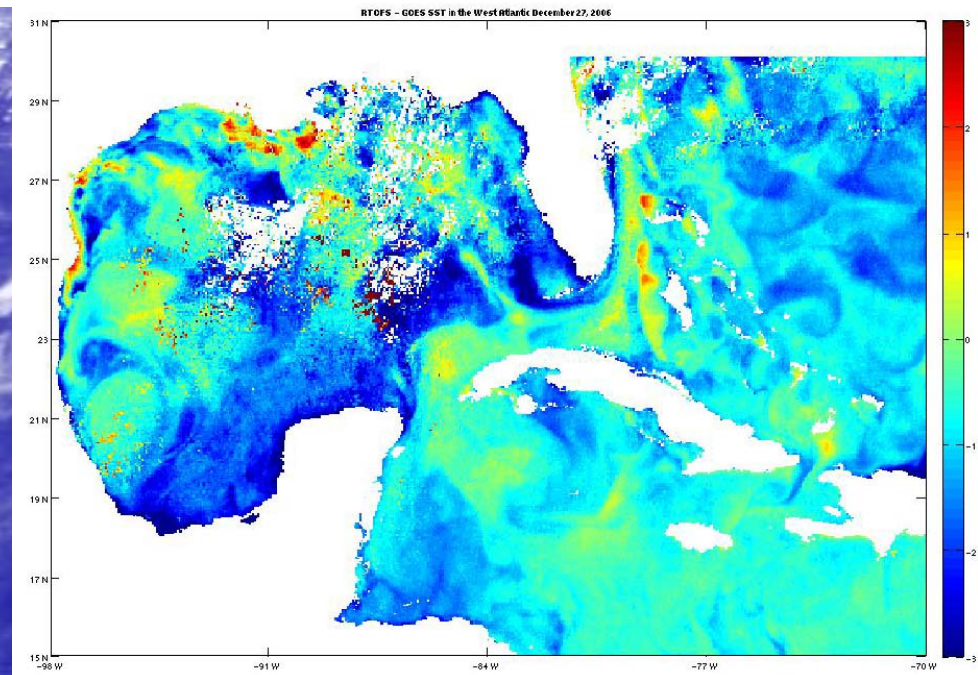 RTOFS - GOES SST in the West Atlantic December 27, 2006
31 N
29 N
27 N
25 N
23 N
21 N
19 N
17 N
15 N
-98 W
-91 W
-84 W
-77 W
-70 W
3
2
1
0
-1
-2
-3